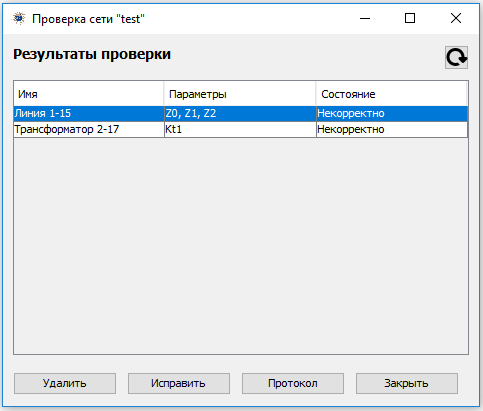 Проверка сети "test"
Результаты проверки
Имя Параметры Состояние
Линия 1-15 Z0, Z1, Z2 Некорректно
Трансформатор 2-17 Kt1 Некорректно
Удалить Исправить Протокол Закрыть